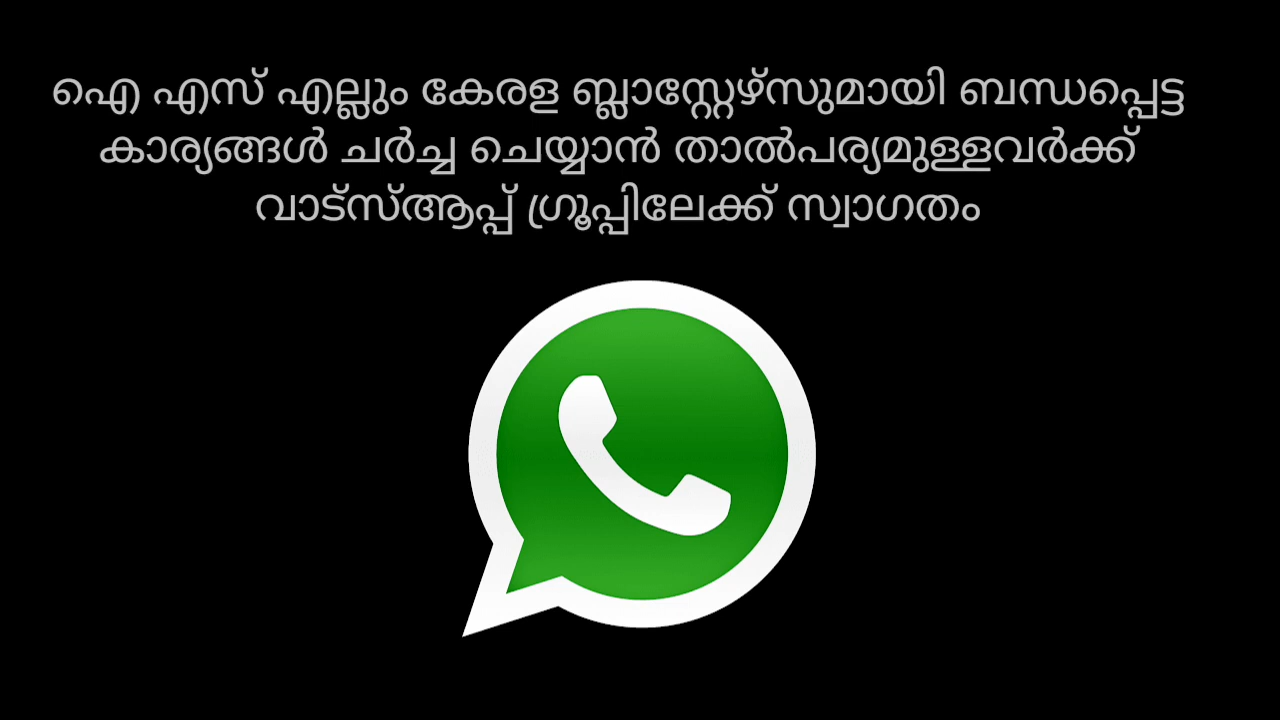 ഐ എസ് എല്ലും കേരള ബ്ലാസ്റ്റേഴ്സുമായി ബന്ധപ്പെട്ട
കാര്യങ്ങൾ ചർച്ച ചെയ്യാൻ താൽപര്യമുള്ളവർക്ക്
വാട്സ്ആപ്പ് ഗ്രൂപ്പിലേക്ക് സ്വാഗതം